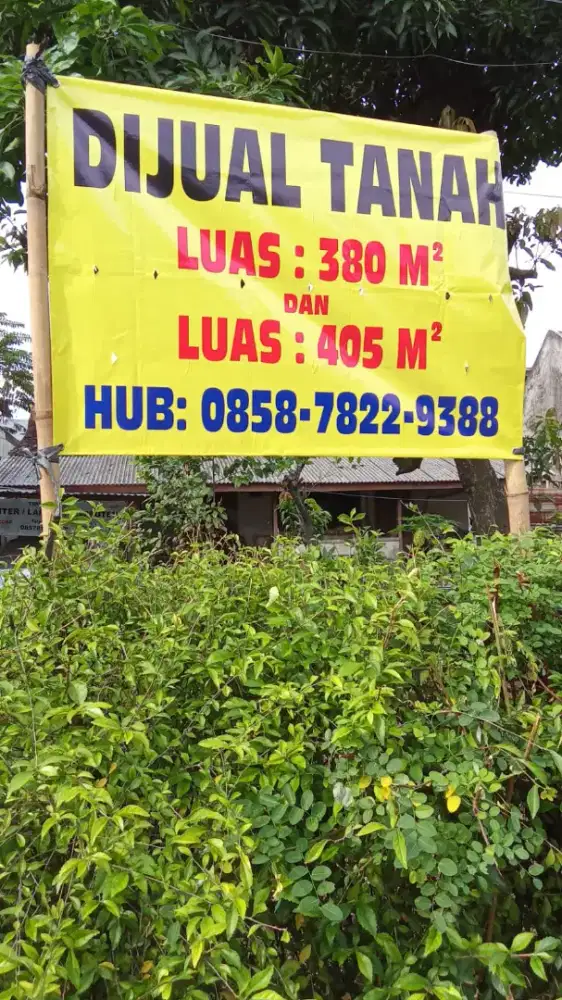 DIJUAL TANAH
LUAS : 380 M²
DAN
LUAS : 405 M²
HUB: 0858-7822-9388